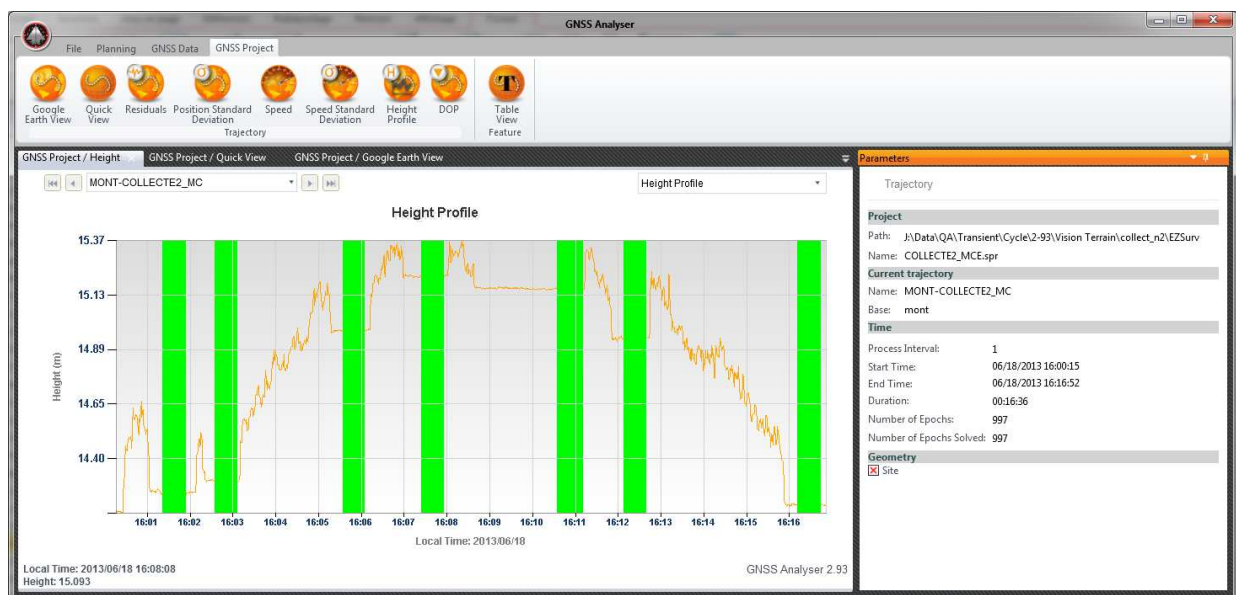 GNSS Analyser
File Planning GNSS Data GNSS Project
Google Earth View
Quick View
Residuals
Position Standard Deviation
Speed
Speed Standard Deviation
Height Profile
DOP
Table View
Trajectory
Feature
GNSS Project / Height GNSS Project / Quick View GNSS Project / Google Earth View
MONT-COLLECTE2_MC
Height Profile
Height Profile
15.37
15.13
14.89
14.65
14.40
Height (m)
16:01 16:02 16:03 16:04 16:05 16:06 16:07 16:08 16:09 16:10 16:11 16:12 16:13 16:14 16:15 16:16
Local Time: 2013/06/18
Local Time: 2013/06/18 16:08:08
Height: 15.093
GNSS Analyser 2.93
Parameters
Trajectory
Project
Path: J:\Data\QA\Transient\Cycle\2-93\Vision Terrain\collect_n2\EZSurv
Name: COLLECTE2_MCE.spr
Current trajectory
Name: MONT-COLLECTE2_MC
Base: mont
Time
Process Interval: 1
Start Time: 06/18/2013 16:00:15
End Time: 06/18/2013 16:16:52
Duration: 00:16:36
Number of Epochs: 997
Number of Epochs Solved: 997
Geometry
Site